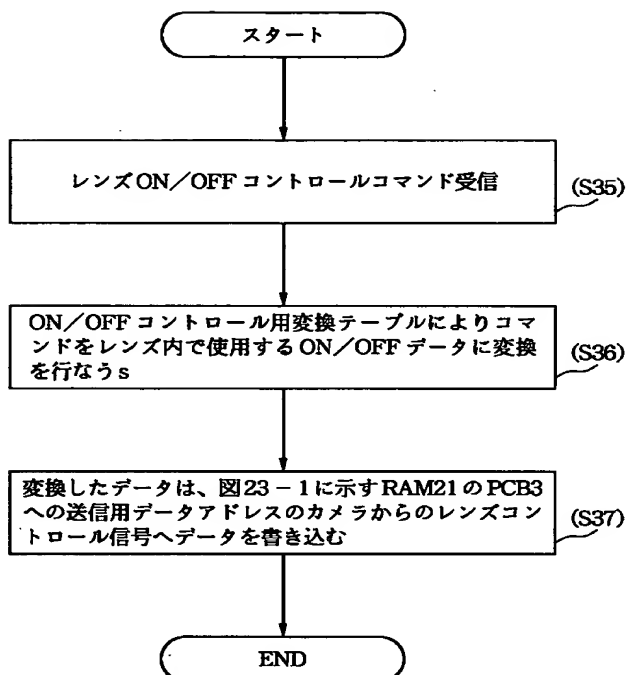 スタート
レンズON／OFFコントロールコマンド受信
(S35)
ON／OFFコントロール用変換テーブルによりコマ
ンドをレンズ内で使用するON／OFFデータに変換
を行なうs
(S36)
変換したデータは、図23－1に示すRAM21のPCB3
への送信用データアドレスのカメラからのレンズコン
トロール信号へデータを書き込む
(S37)
END